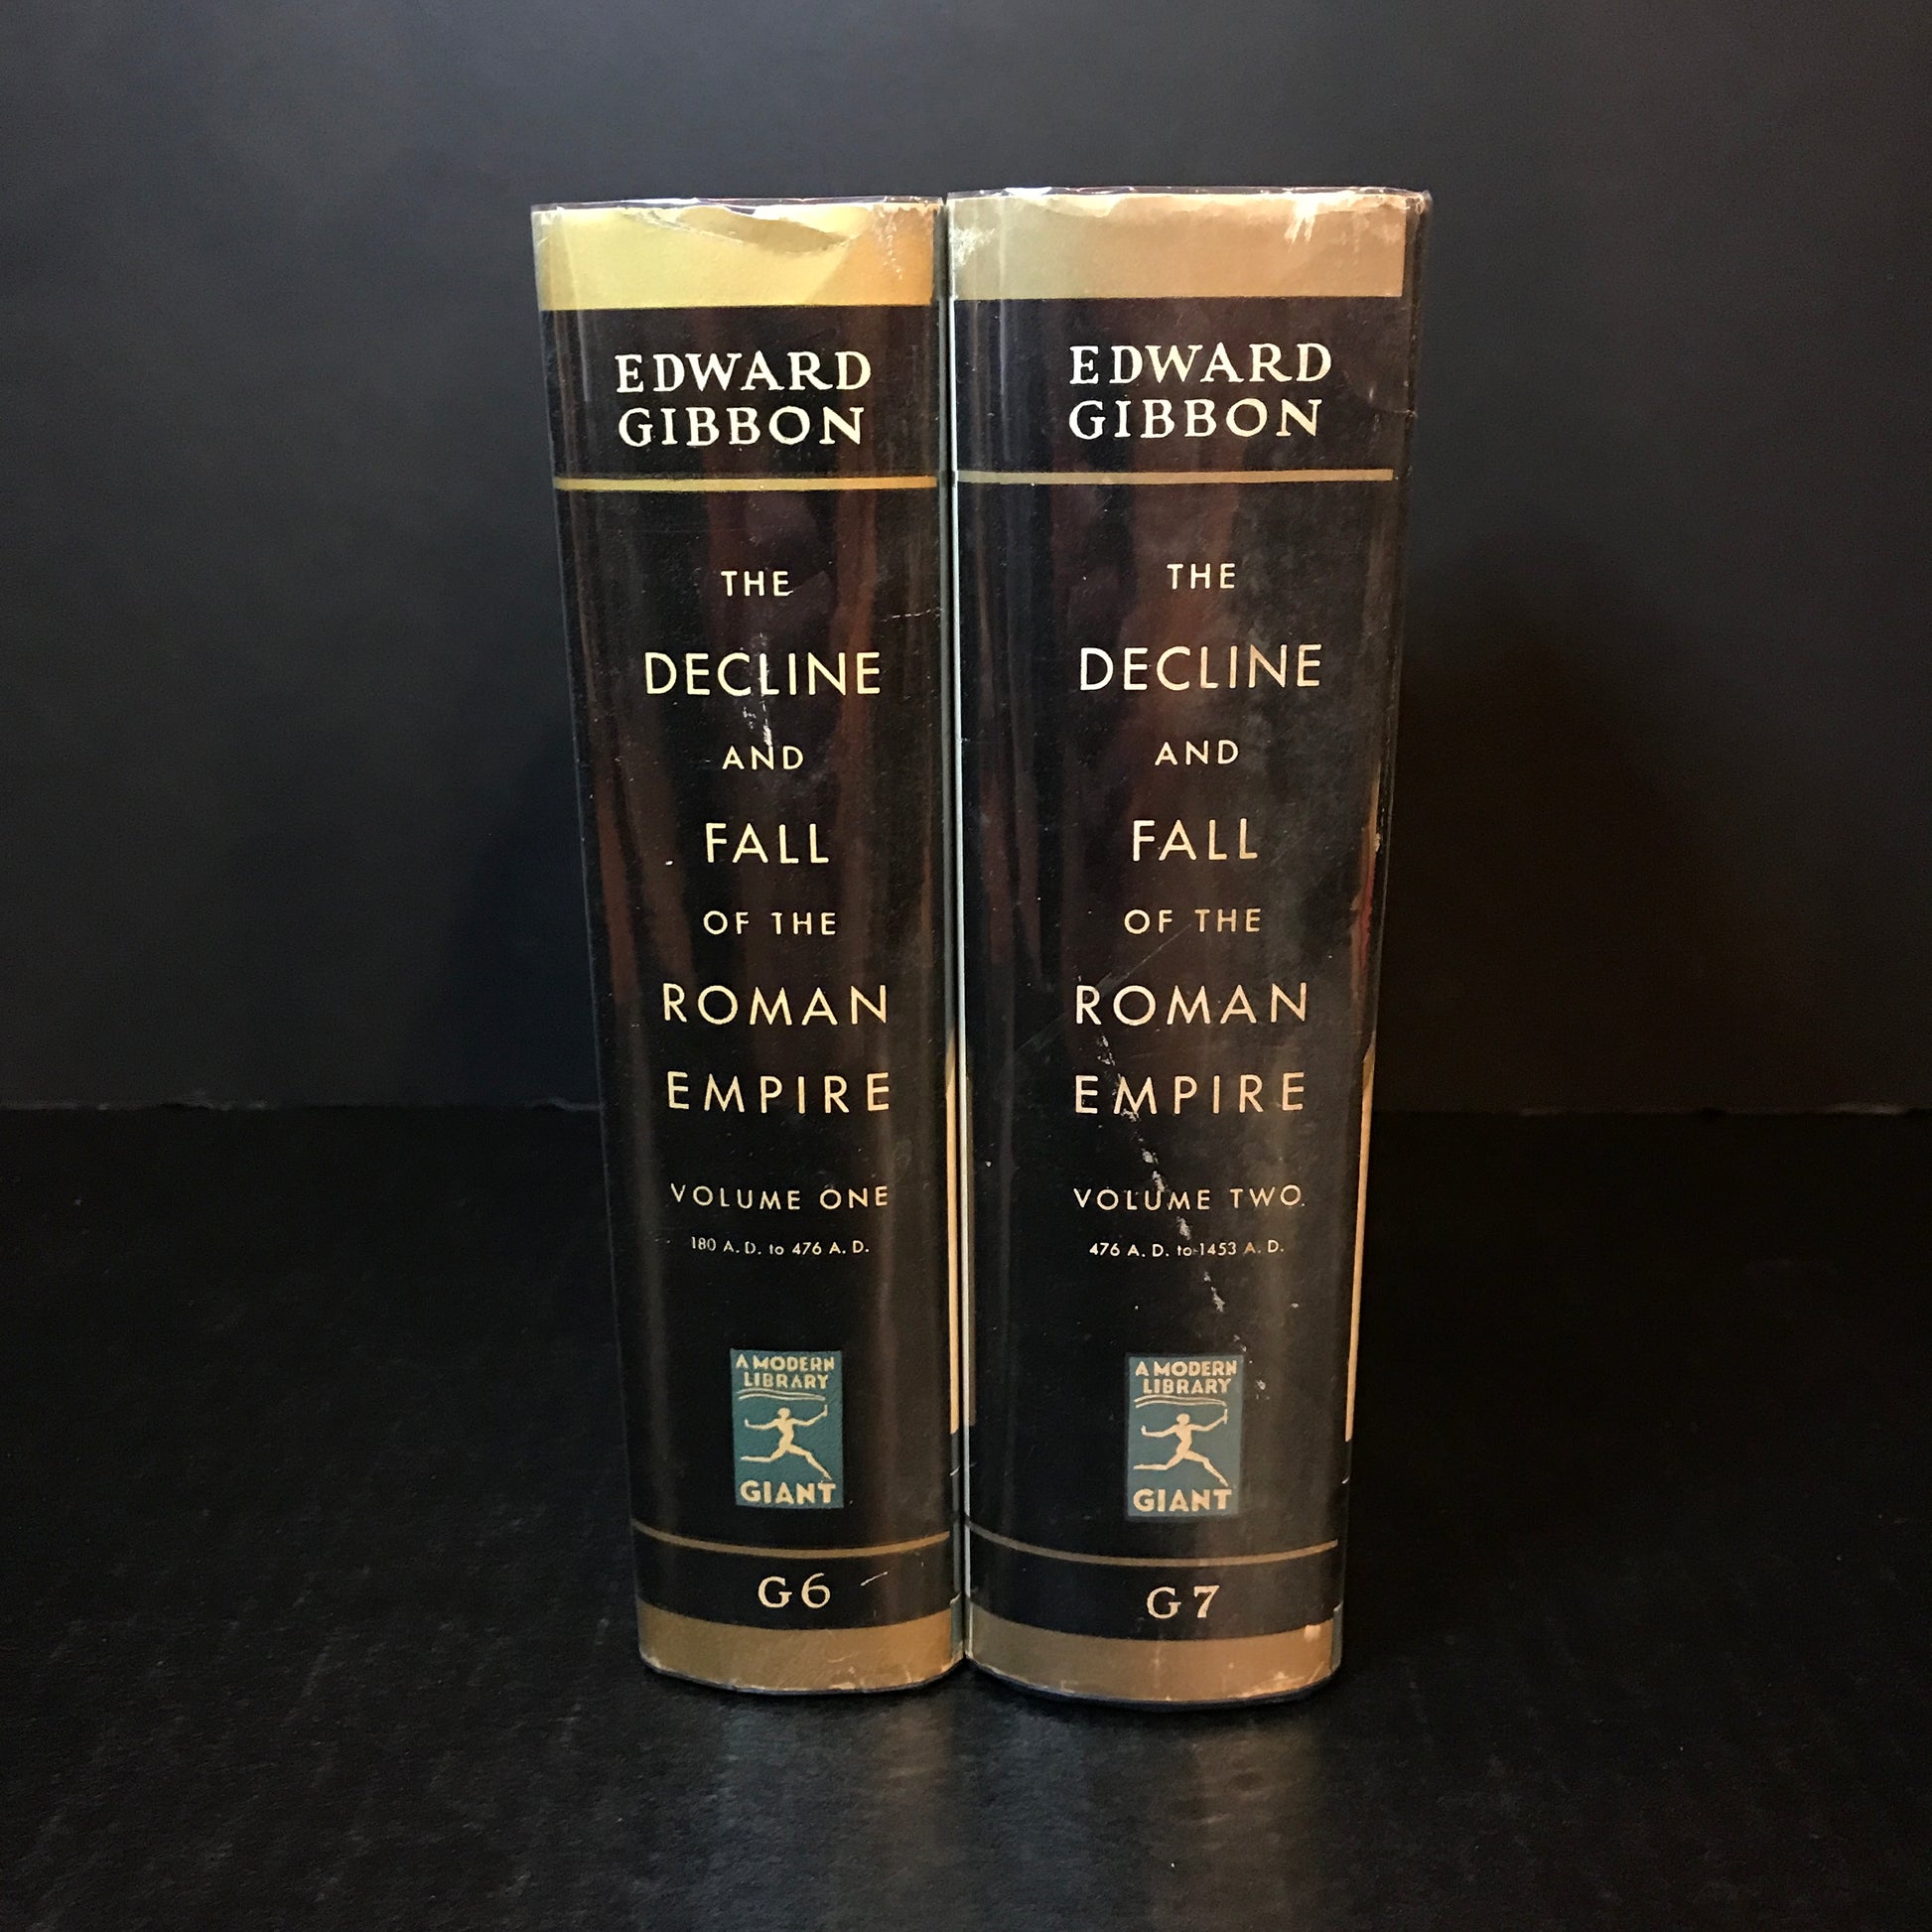 EDWARD
GIBBON
THE
DECLINE
AND
FALL
OF THE
ROMAN
EMPIRE
VOLUME ONE
180 A. D. to 476 A. D.
A MODERN
LIBRARY
GIANT
G6
EDWARD
GIBBON
THE
DECLINE
AND
FALL
OF THE
ROMAN
EMPIRE
VOLUME TWO
476 A. D. to 1453 A. D.
A MODERN
LIBRARY
GIANT
G7